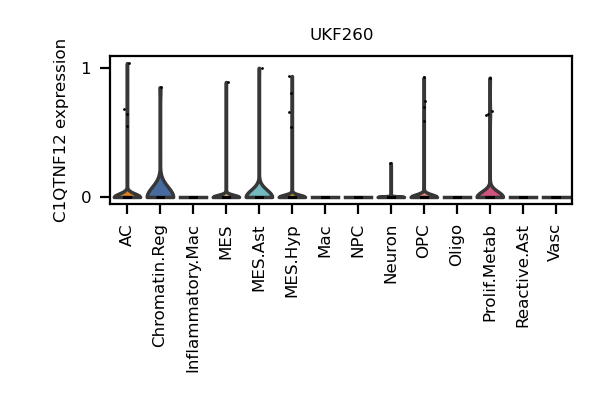 UKF260
C1QTNF12 expression
1
0
AC
Chromatin.Reg
Inflammatory.Mac
MES
MES.Ast
MES.Hyp
Mac
NPC
Neuron
OPC
Oligo
Prolif.Metab
Reactive.Ast
Vasc